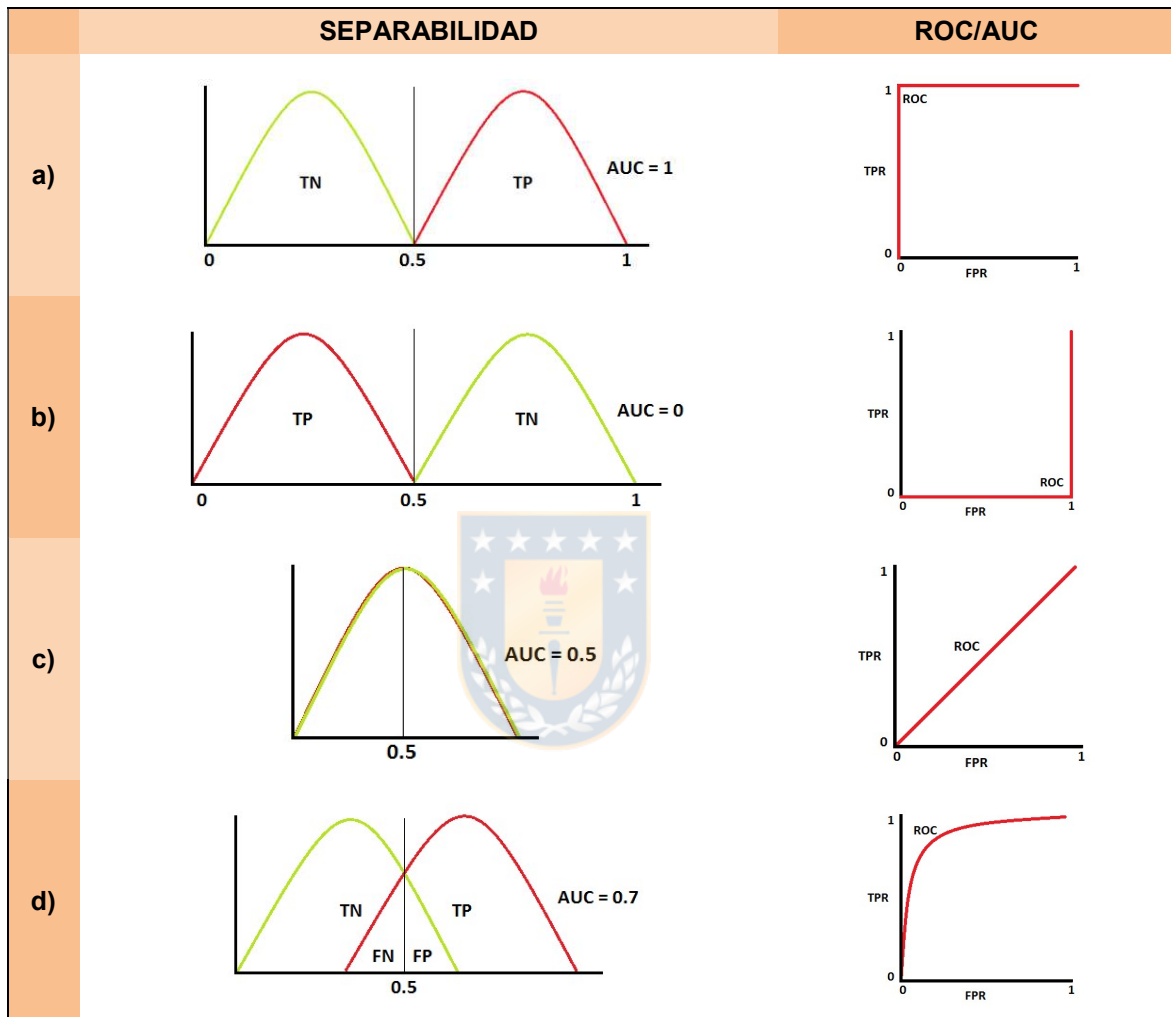 SEPARABILIDAD ROC/AUC
a)
TN TP AUC = 1
0 0.5 1
1
ROC
TPR
0
0 1
FPR
b)
TP TN AUC = 0
0 0.5 1
1
TPR
ROC
0
0 1
FPR
c)
AUC = 0.5
0.5
1
ROC
TPR
0
0 1
FPR
d)
TN TP AUC = 0.7
FN FP
0.5
1
ROC
TPR
0
0 1
FPR